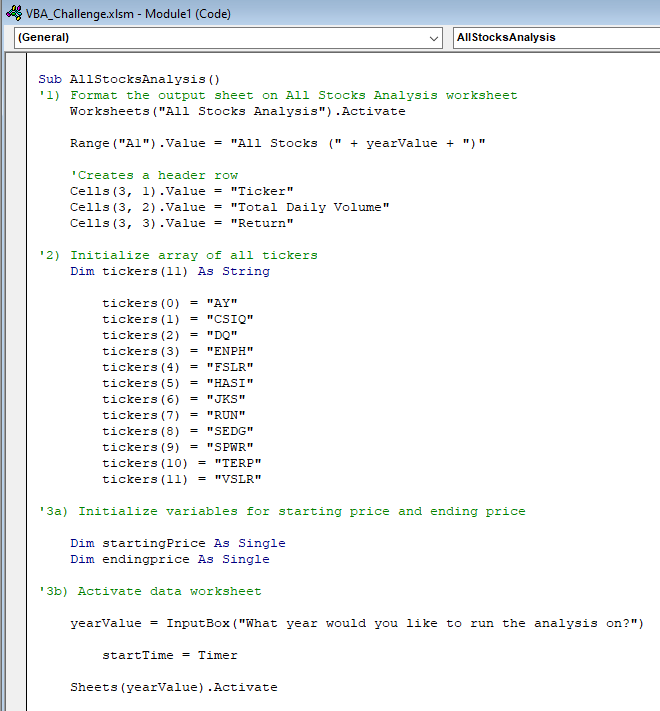 VBA_Challenge.xlsm - Module1 (Code)
(General)
AllStocksAnalysis
Sub AllStocksAnalysis()
'1) Format the output sheet on All Stocks Analysis worksheet
Worksheets("All Stocks Analysis").Activate
Range("A1").Value = "All Stocks (" + yearValue + ")"
'Creates a header row
Cells(3, 1).Value = "Ticker"
Cells(3, 2).Value = "Total Daily Volume"
Cells(3, 3).Value = "Return"
'2) Initialize array of all tickers
Dim tickers(11) As String
tickers(0) = "AY"
tickers(1) = "CSIQ"
tickers(2) = "DQ"
tickers(3) = "ENPH"
tickers(4) = "FSLR"
tickers(5) = "HASI"
tickers(6) = "JKS"
tickers(7) = "RUN"
tickers(8) = "SEDG"
tickers(9) = "SPWR"
tickers(10) = "TERP"
tickers(11) = "VSLR"
'3a) Initialize variables for starting price and ending price
Dim startingPrice As Single
Dim endingprice As Single
'3b) Activate data worksheet
yearValue = InputBox("What year would you like to run the analysis on?")
startTime = Timer
Sheets(yearValue).Activate